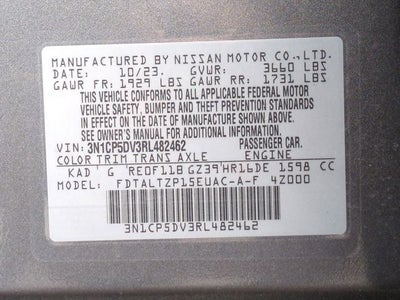 MANUFACTURED BY NISSAN MOTOR CO.,LTD.
DATE: 10/23. GVWR: 3660 LBS
GAWR FR: 1929 LBS GAWR RR: 1731 LBS
THIS VEHICLE CONFORMS TO ALL APPLICABLE FEDERAL MOTOR
VEHICLE SAFETY, BUMPER AND THEFT PREVENTION STANDARDS
IN EFFECT ON THE DATE OF MANUFACTURE SHOWN ABOVE.
SEE OWNER'S MANUAL FOR ADDITIONAL INFORMATION.
VIN: 3N1CP5DV3RL482462 PASSENGER CAR.
COLOR TRIM TRANS AXLE ENGINE
KAD G RE0F11B GZ39 HR16DE 1598 CC
MODEL: FDTALTZP15EUAC-A-F 4Z000
3N1CP5DV3RL482462